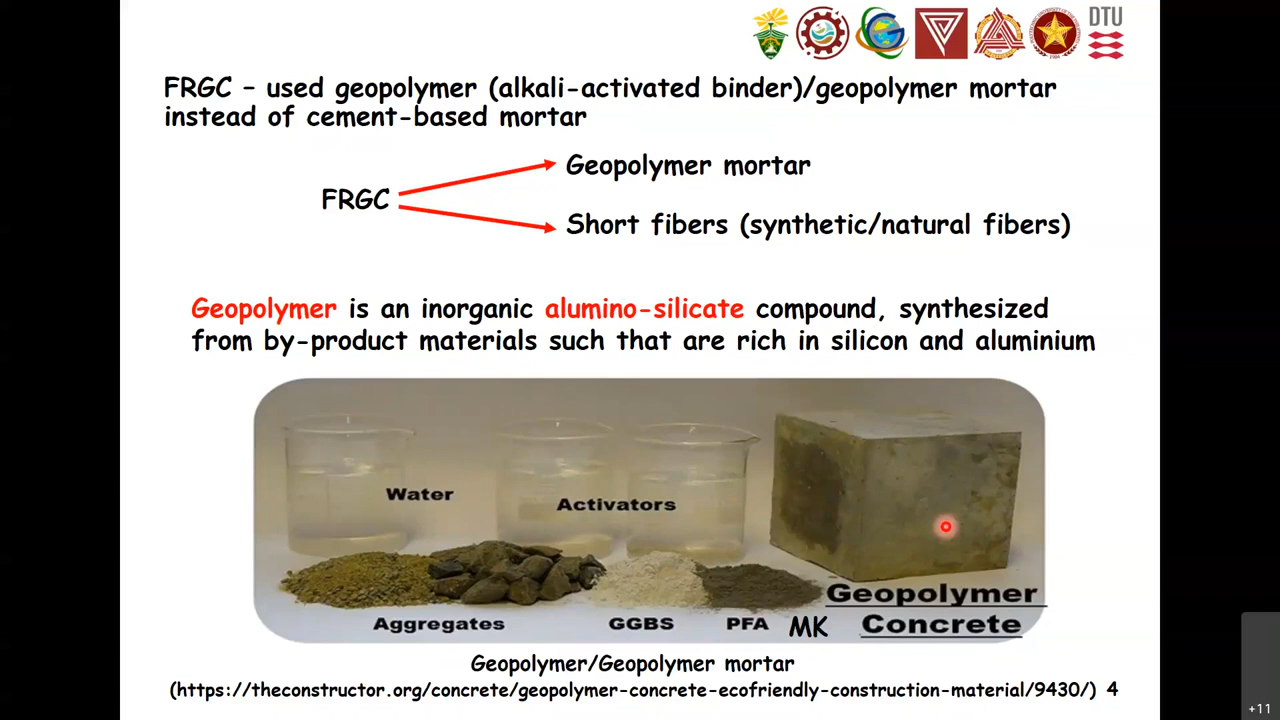 DTU
FRGC – used geopolymer (alkali-activated binder)/geopolymer mortar
instead of cement-based mortar
Geopolymer mortar
FRGC
Short fibers (synthetic/natural fibers)
Geopolymer is an inorganic alumino-silicate compound, synthesized
from by-product materials such that are rich in silicon and aluminium
Water
Activators
Geopolymer
Aggregates GGBS PFA MK Concrete
Geopolymer/Geopolymer mortar
(https://theconstructor.org/concrete/geopolymer-concrete-ecofriendly-construction-material/9430/) 4
+11